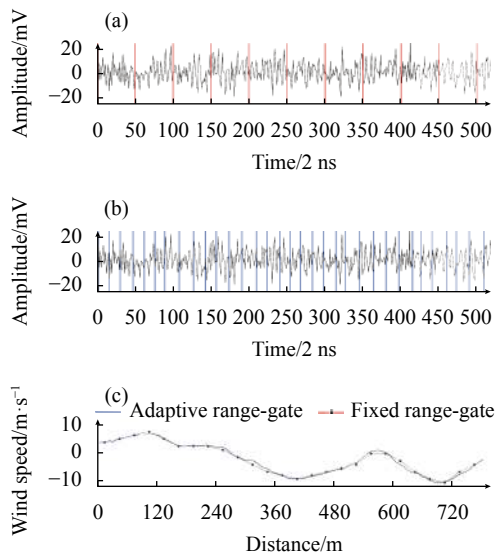 (a)
Amplitude/mV
20
0
−20
0 50 100 150 200 250 300 350 400 450 500
Time/2 ns
(b)
Amplitude/mV
20
0
−20
0 50 100 150 200 250 300 350 400 450 500
Time/2 ns
(c)
Adaptive range-gate Fixed range-gate
Wind speed/m·s⁻¹
10
0
−10
0 120 240 360 480 600 720
Distance/m